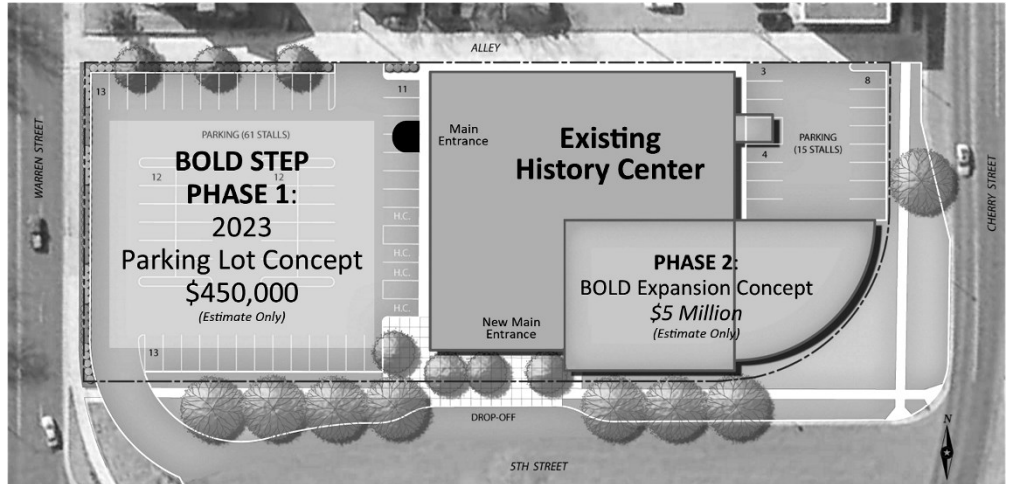 ALLEY
WARREN STREET
13
11
3
8
PARKING (61 STALLS)
BOLD STEP
PHASE 1:
2023
Parking Lot Concept
$450,000
(Estimate Only)
12
12
13
H.C.
H.C.
H.C.
H.C.
Main
Entrance
Existing
History Center
4
PARKING
(15 STALLS)
PHASE 2:
BOLD Expansion Concept
$5 Million
(Estimate Only)
New Main
Entrance
CHERRY STREET
DROP-OFF
5TH STREET
N